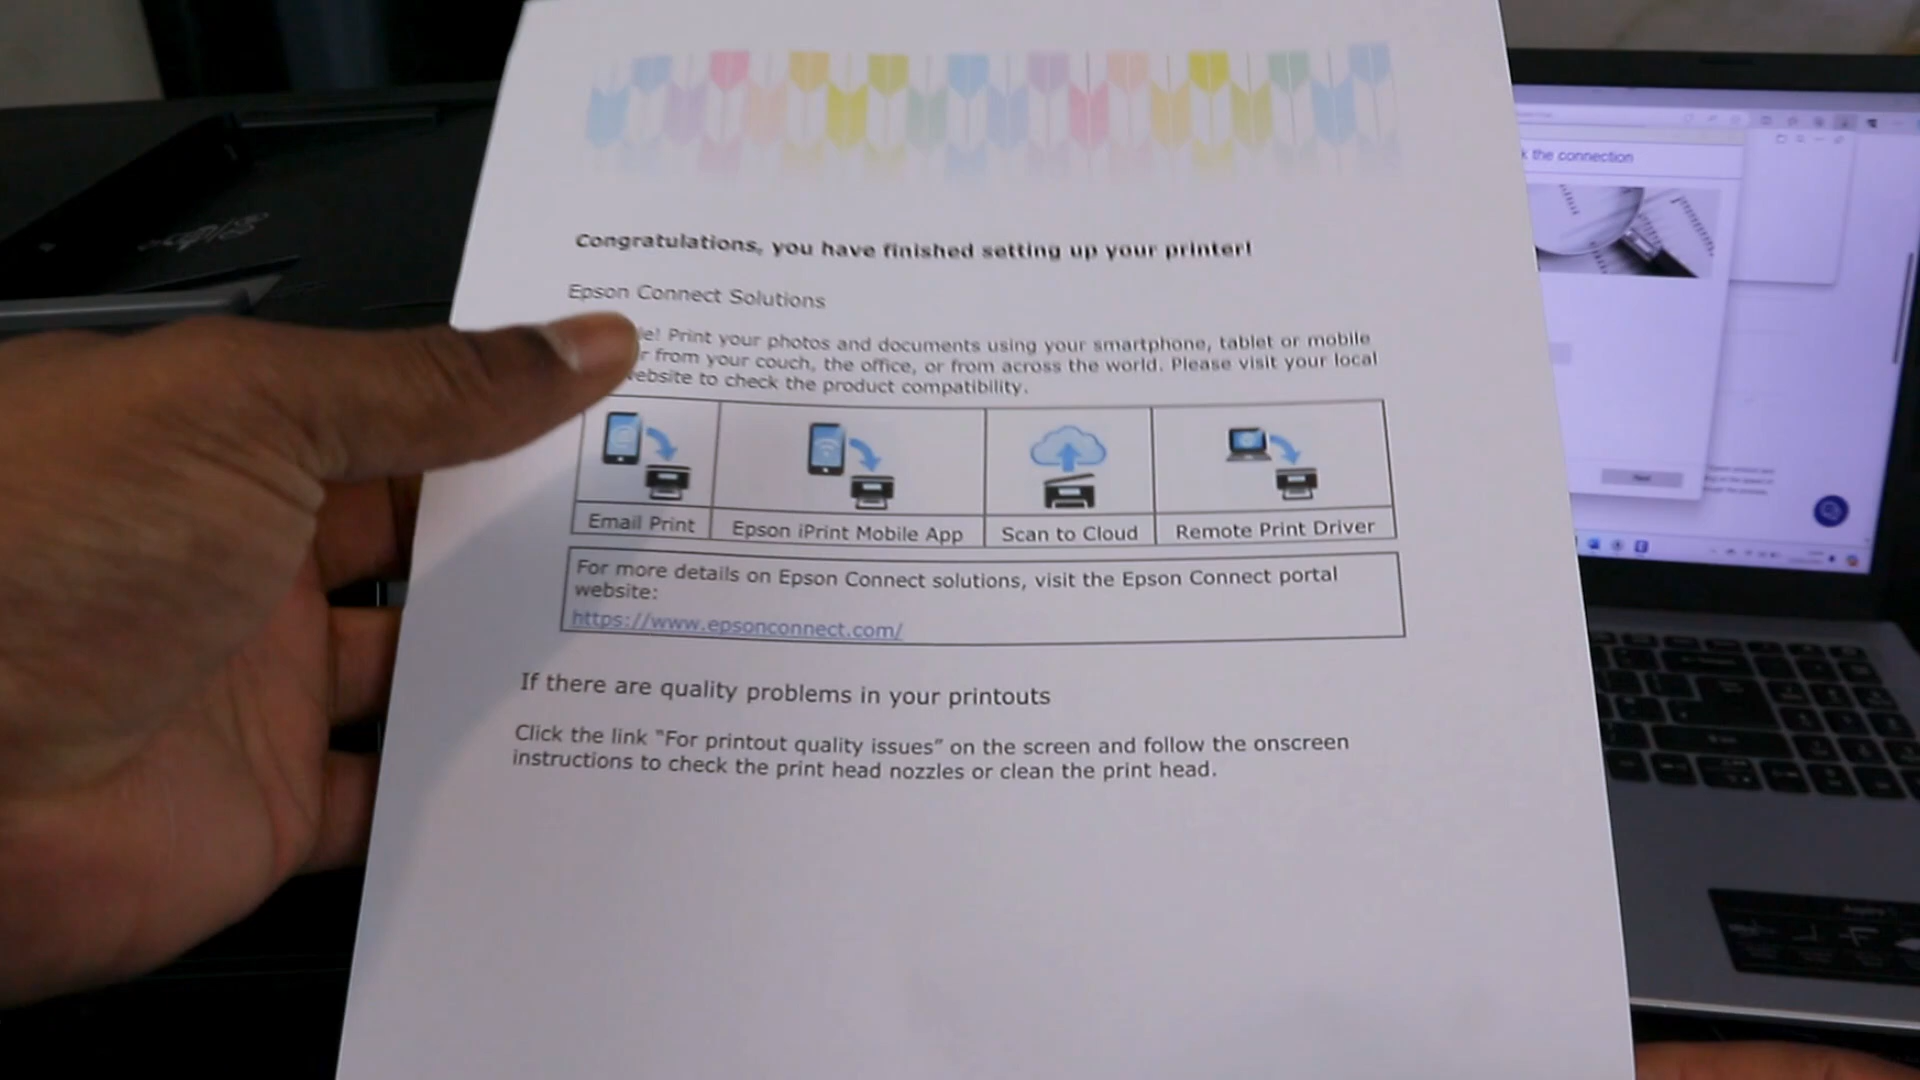 Congratulations, you have finished setting up your printer!
Epson Connect Solutions
Print your photos and documents using your smartphone, tablet or mobile
from your couch, the office, or from across the world. Please visit your local
to check the product compatibility.
Email Print
Epson iPrint Mobile App
Scan to Cloud
Remote Print Driver
For more details on Epson Connect solutions, visit the Epson Connect portal
website:
https://www.epsonconnect.com/
If there are quality problems in your printouts
Click the link "For printout quality issues" on the screen and follow the onscreen
instructions to check the print head nozzles or clean the print head.
the connection